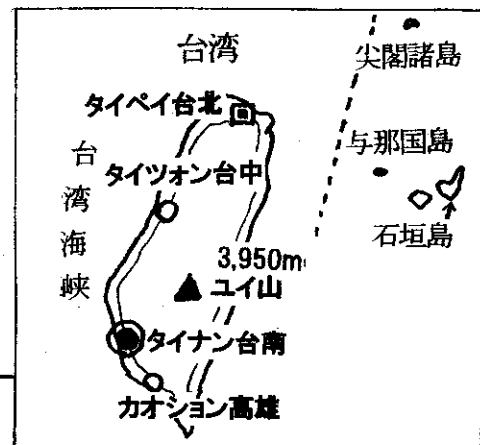 台湾
尖閣諸島
タイペイ台北
与那国島
タイツォン台中
台湾海峡
石垣島
3,950m
ユイ山
タイナン台南
カオション高雄